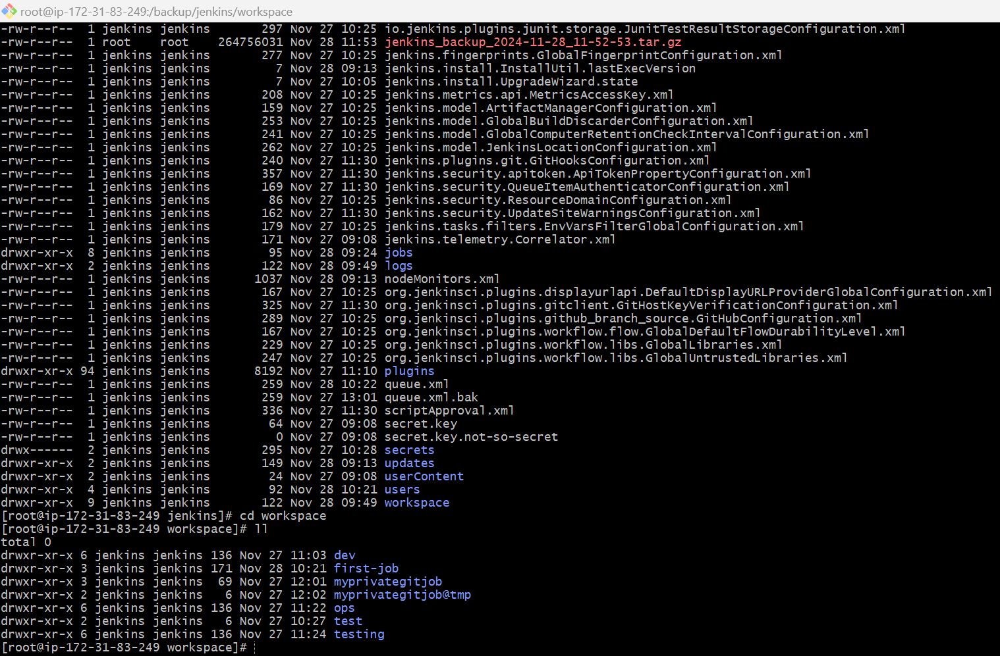 root@ip-172-31-83-249:/backup/jenkins/workspace
-rw-r--r--  1 jenkins jenkins       297 Nov 27 10:25 io.jenkins.plugins.junit.storage.JunitTestResultStorageConfiguration.xml
-rw-r--r--  1 root    root    264756031 Nov 28 11:53 jenkins_backup_2024-11-28_11-52-53.tar.gz
-rw-r--r--  1 jenkins jenkins       277 Nov 27 10:25 jenkins.fingerprints.GlobalFingerprintConfiguration.xml
-rw-r--r--  1 jenkins jenkins         7 Nov 28 09:13 jenkins.install.InstallUtil.lastExecVersion
-rw-r--r--  1 jenkins jenkins         7 Nov 27 10:05 jenkins.install.UpgradeWizard.state
-rw-r--r--  1 jenkins jenkins       208 Nov 27 10:25 jenkins.metrics.api.MetricsAccessKey.xml
-rw-r--r--  1 jenkins jenkins       159 Nov 27 10:25 jenkins.model.ArtifactManagerConfiguration.xml
-rw-r--r--  1 jenkins jenkins       253 Nov 27 10:25 jenkins.model.GlobalBuildDiscarderConfiguration.xml
-rw-r--r--  1 jenkins jenkins       241 Nov 27 10:25 jenkins.model.GlobalComputerRetentionCheckIntervalConfiguration.xml
-rw-r--r--  1 jenkins jenkins       262 Nov 27 10:25 jenkins.model.JenkinsLocationConfiguration.xml
-rw-r--r--  1 jenkins jenkins       240 Nov 27 11:30 jenkins.plugins.git.GitHooksConfiguration.xml
-rw-r--r--  1 jenkins jenkins       357 Nov 27 11:30 jenkins.security.apitoken.ApiTokenPropertyConfiguration.xml
-rw-r--r--  1 jenkins jenkins       169 Nov 27 11:30 jenkins.security.QueueItemAuthenticatorConfiguration.xml
-rw-r--r--  1 jenkins jenkins        86 Nov 27 10:25 jenkins.security.ResourceDomainConfiguration.xml
-rw-r--r--  1 jenkins jenkins       162 Nov 27 11:30 jenkins.security.UpdateSiteWarningsConfiguration.xml
-rw-r--r--  1 jenkins jenkins       179 Nov 27 10:25 jenkins.tasks.filters.EnvVarsFilterGlobalConfiguration.xml
-rw-r--r--  1 jenkins jenkins       171 Nov 27 09:08 jenkins.telemetry.Correlator.xml
drwxr-xr-x  8 jenkins jenkins        95 Nov 28 09:24 jobs
drwxr-xr-x  2 jenkins jenkins       122 Nov 28 09:49 logs
-rw-r--r--  1 jenkins jenkins      1037 Nov 28 09:13 nodeMonitors.xml
-rw-r--r--  1 jenkins jenkins       167 Nov 27 10:25 org.jenkinsci.plugins.displayurlapi.DefaultDisplayURLProviderGlobalConfiguration.xml
-rw-r--r--  1 jenkins jenkins       325 Nov 27 11:30 org.jenkinsci.plugins.gitclient.GitHostKeyVerificationConfiguration.xml
-rw-r--r--  1 jenkins jenkins       289 Nov 27 10:25 org.jenkinsci.plugins.github_branch_source.GitHubConfiguration.xml
-rw-r--r--  1 jenkins jenkins       167 Nov 27 10:25 org.jenkinsci.plugins.workflow.flow.GlobalDefaultFlowDurabilityLevel.xml
-rw-r--r--  1 jenkins jenkins       229 Nov 27 10:25 org.jenkinsci.plugins.workflow.libs.GlobalLibraries.xml
-rw-r--r--  1 jenkins jenkins       247 Nov 27 10:25 org.jenkinsci.plugins.workflow.libs.GlobalUntrustedLibraries.xml
drwxr-xr-x 94 jenkins jenkins      8192 Nov 27 11:10 plugins
-rw-r--r--  1 jenkins jenkins       259 Nov 28 10:22 queue.xml
-rw-r--r--  1 jenkins jenkins       259 Nov 27 13:01 queue.xml.bak
-rw-r--r--  1 jenkins jenkins       336 Nov 27 11:30 scriptApproval.xml
-rw-r--r--  1 jenkins jenkins        64 Nov 27 09:08 secret.key
-rw-r--r--  1 jenkins jenkins         0 Nov 27 09:08 secret.key.not-so-secret
drwx------  2 jenkins jenkins       295 Nov 27 10:28 secrets
drwxr-xr-x  2 jenkins jenkins       149 Nov 28 09:13 updates
drwxr-xr-x  2 jenkins jenkins        24 Nov 27 09:08 userContent
drwxr-xr-x  4 jenkins jenkins        92 Nov 28 10:21 users
drwxr-xr-x  9 jenkins jenkins       122 Nov 28 09:49 workspace
[root@ip-172-31-83-249 jenkins]# cd workspace
[root@ip-172-31-83-249 workspace]# ll
total 0
drwxr-xr-x 6 jenkins jenkins 136 Nov 27 11:03 dev
drwxr-xr-x 3 jenkins jenkins 171 Nov 28 10:21 first-job
drwxr-xr-x 3 jenkins jenkins  69 Nov 27 12:01 myprivategitjob
drwxr-xr-x 2 jenkins jenkins   6 Nov 27 12:02 myprivategitjob@tmp
drwxr-xr-x 6 jenkins jenkins 136 Nov 27 11:22 ops
drwxr-xr-x 2 jenkins jenkins   6 Nov 27 10:27 test
drwxr-xr-x 6 jenkins jenkins 136 Nov 27 11:24 testing
[root@ip-172-31-83-249 workspace]#